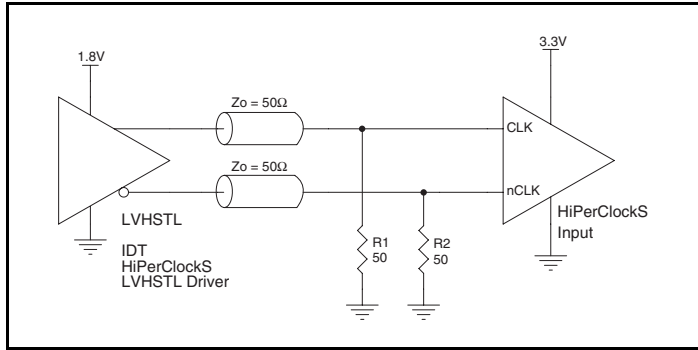 1.8V
3.3V
Zo = 50Ω
CLK
Zo = 50Ω
nCLK
LVHSTL
IDT
HiPerClockS
LVHSTL Driver
R1
50
R2
50
HiPerClockS
Input